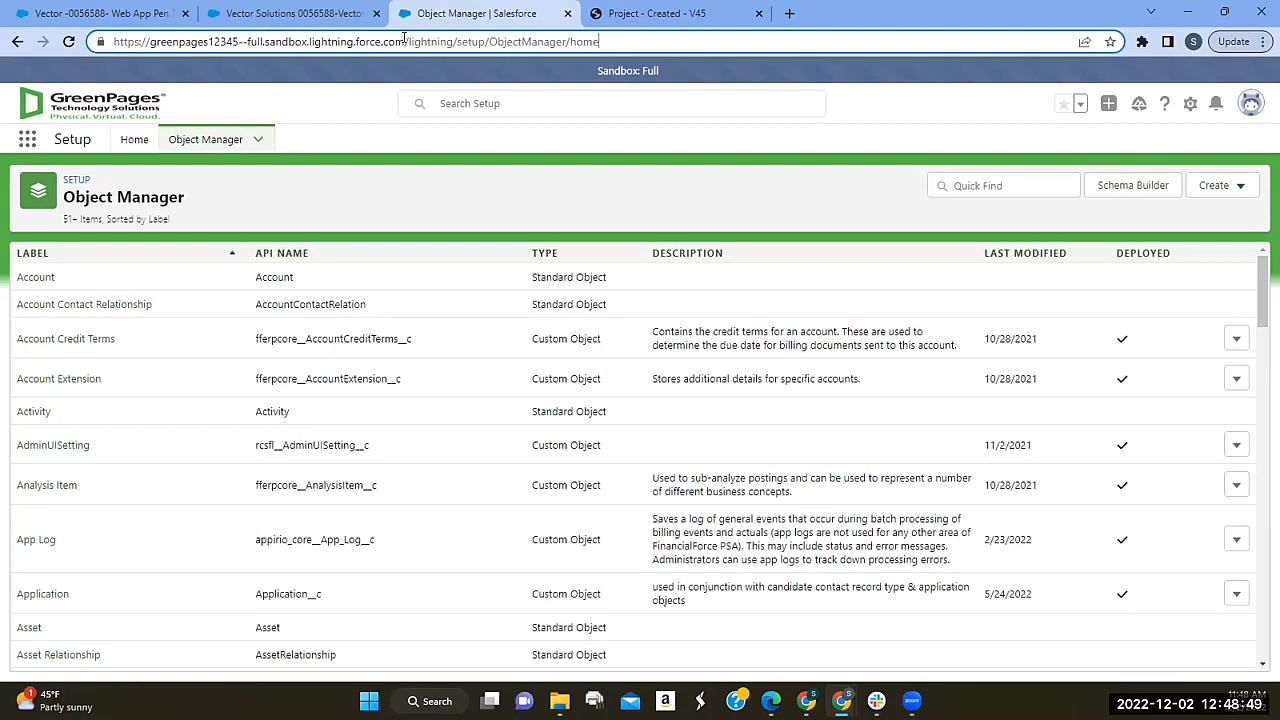 Vector -0056588- Web App Pen
Vector Solutions 0056588-Vector
Object Manager | Salesforce
Project - Created - V45
https://greenpages12345--full.sandbox.lightning.force.com/lightning/setup/ObjectManager/home
S
Update
Sandbox: Full
GreenPages
Technology Solutions
Physical. Virtual. Cloud.
Search Setup
Setup
Home
Object Manager
SETUP
Object Manager
51+ Items, Sorted by Label
Quick Find
Schema Builder
Create
LABEL API NAME TYPE DESCRIPTION LAST MODIFIED DEPLOYED
Account Account Standard Object
Account Contact Relationship AccountContactRelation Standard Object
Account Credit Terms fferpcore__AccountCreditTerms__c Custom Object Contains the credit terms for an account. These are used to 10/28/2021
determine the due date for billing documents sent to this account.
Account Extension fferpcore__AccountExtension__c Custom Object Stores additional details for specific accounts. 10/28/2021
Activity Activity Standard Object
AdminUISetting rcsfl__AdminUISetting__c Custom Object 11/2/2021
Analysis Item fferpcore__AnalysisItem__c Custom Object Used to sub-analyze postings and can be used to represent a number 10/28/2021
of different business concepts.
App Log appirio_core__App_Log__c Custom Object Saves a log of general events that occur during batch processing of 2/23/2022
billing events and actuals (app logs are not used for any other area of
FinancialForce PSA). This may include status and error messages.
Administrators can use app logs to track down processing errors.
Application Application__c Custom Object used in conjunction with candidate contact record type & application 5/24/2022
objects
Asset Asset Standard Object
Asset Relationship AssetRelationship Standard Object
1
45°F
Partly sunny
Search
zoom
11:48 AM
2022-12-02 12:48:49